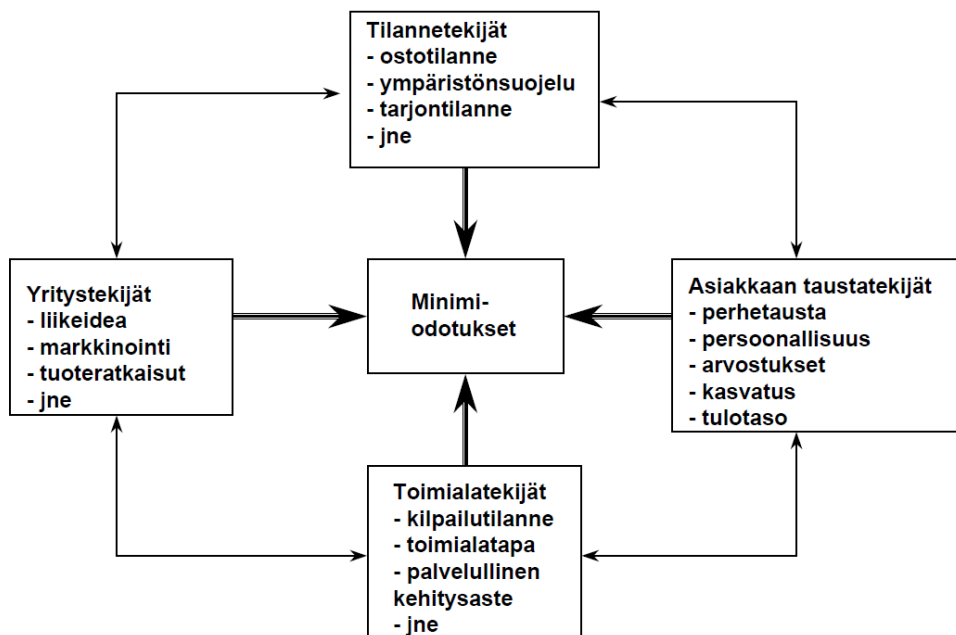 Tilannetekijät
- ostotilanne
- ympäristönsuojelu
- tarjontilanne
- jne
Yritystekijät
- liikeidea
- markkinointi
- tuoteratkaisut
- jne
Minimi-
odotukset
Asiakkaan taustatekijät
- perhetausta
- persoonallisuus
- arvostukset
- kasvatus
- tulotaso
Toimialatekijät
- kilpailutilanne
- toimialatapa
- palvelullinen
kehitysaste
- jne